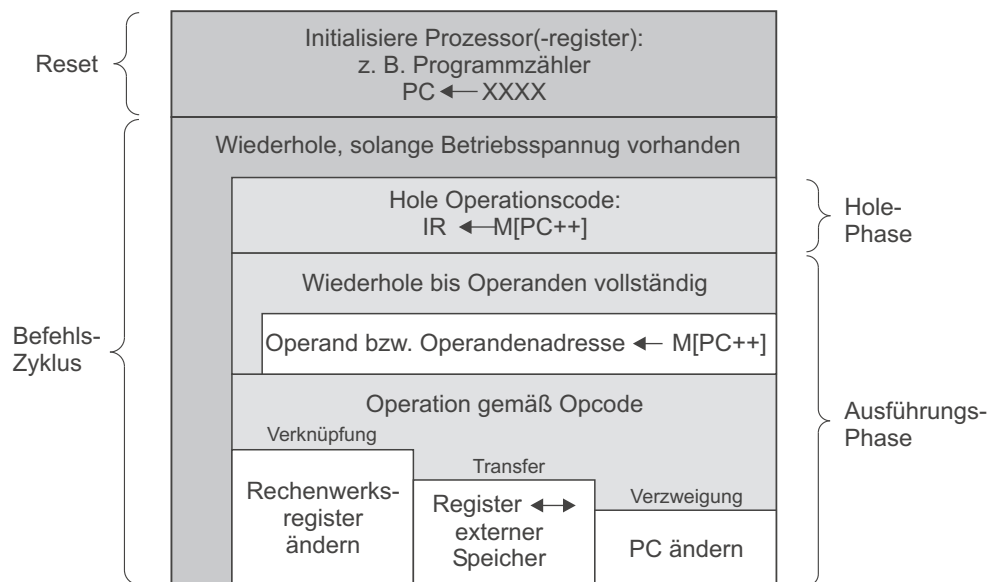 Reset
Initialisiere Prozessor(-register):
z. B. Programmzähler
PC ← XXXX
Befehls-
Zyklus
Wiederhole, solange Betriebsspannug vorhanden
Hole Operationscode:
IR ← M[PC++]
Hole-
Phase
Wiederhole bis Operanden vollständig
Operand bzw. Operandenadresse ← M[PC++]
Operation gemäß Opcode
Ausführungs-
Phase
Verknüpfung
Rechenwerks-
register
ändern
Transfer
Register ↔
externer
Speicher
Verzweigung
PC ändern